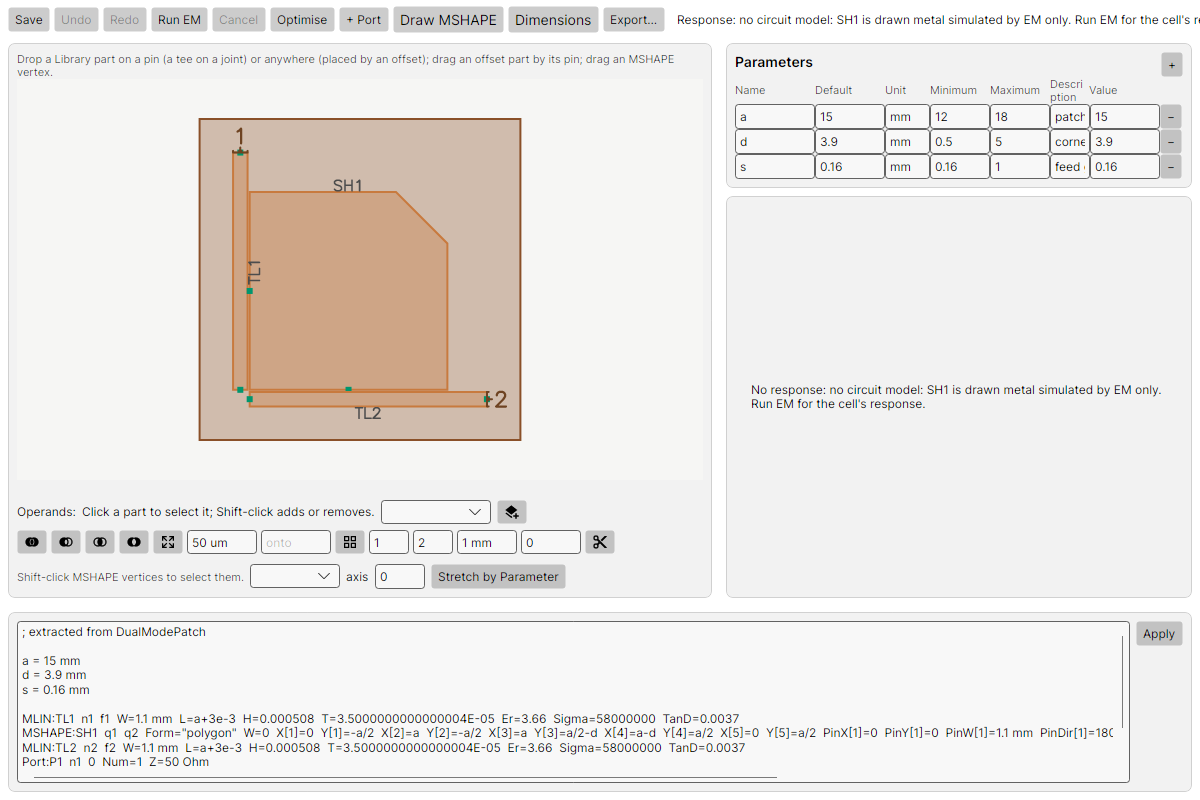 Save Undo Redo Run EM Cancel Optimise + Port Draw MSHAPE Dimensions Export... Response: no circuit model: SH1 is drawn metal simulated by EM only. Run EM for the cell's
Drop a Library part on a pin (a tee on a joint) or anywhere (placed by an offset); drag an offset part by its pin; drag an MSHAPE
vertex.
1
SH1
TL1
2
TL2
Operands: Click a part to select it; Shift-click adds or removes.
50 um onto 1 2 1 mm 0
Shift-click MSHAPE vertices to select them. axis 0 Stretch by Parameter
Parameters +
Name Default Unit Minimum Maximum Descri
ption Value
a 15 mm 12 18 patch 15 −
d 3.9 mm 0.5 5 corne 3.9 −
s 0.16 mm 0.16 1 feed 0.16 −
No response: no circuit model: SH1 is drawn metal simulated by EM only.
Run EM for the cell's response.
; extracted from DualModePatch
a = 15 mm
d = 3.9 mm
s = 0.16 mm
MLIN:TL1 n1 f1 W=1.1 mm L=a+3e-3 H=0.000508 T=3.5000000000000004E-05 Er=3.66 Sigma=58000000 TanD=0.0037
MSHAPE:SH1 q1 q2 Form="polygon" W=0 X[1]=0 Y[1]=-a/2 X[2]=a Y[2]=-a/2 X[3]=a Y[3]=a/2-d X[4]=a-d Y[4]=a/2 X[5]=0 Y[5]=a/2 PinX[1]=0 PinY[1]=0 PinW[1]=1.1 mm PinDir[1]=180
MLIN:TL2 n2 f2 W=1.1 mm L=a+3e-3 H=0.000508 T=3.5000000000000004E-05 Er=3.66 Sigma=58000000 TanD=0.0037
Port:P1 n1 0 Num=1 Z=50 Ohm
Apply